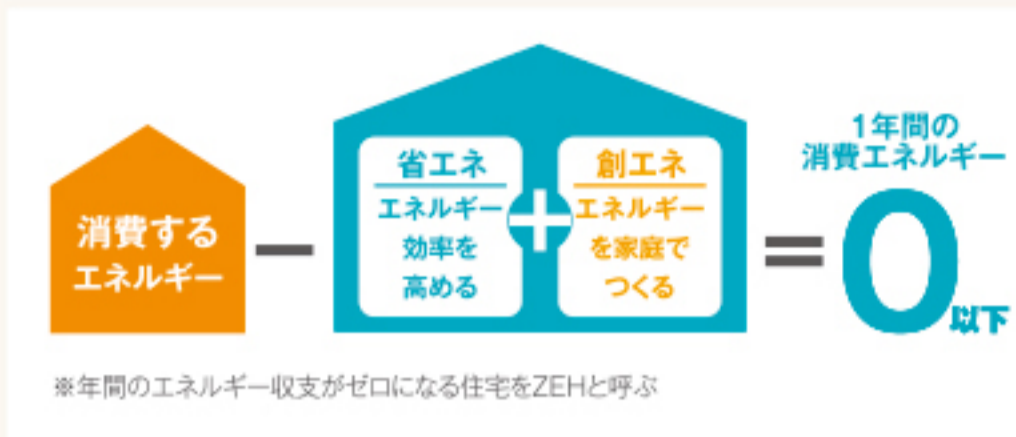 消費する
エネルギー
−
省エネ
エネルギー
効率を
高める
+
創エネ
エネルギー
を家庭で
つくる
=
1年間の
消費エネルギー
0以下
※年間のエネルギー収支がゼロになる住宅をZEHと呼ぶ